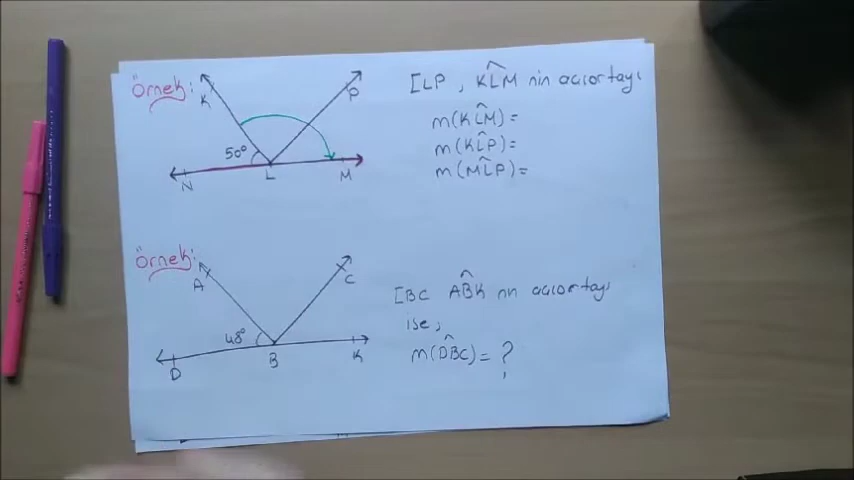 Örnek:
K
P
50°
N
L
M
[LP , KLM nin açıortayı
m(KLM)=
m(KLP)=
m(MLP)=
Örnek:
A
C
48°
D
B
K
[BC ABK nın açıortayı
ise,
m(DBC)= ?